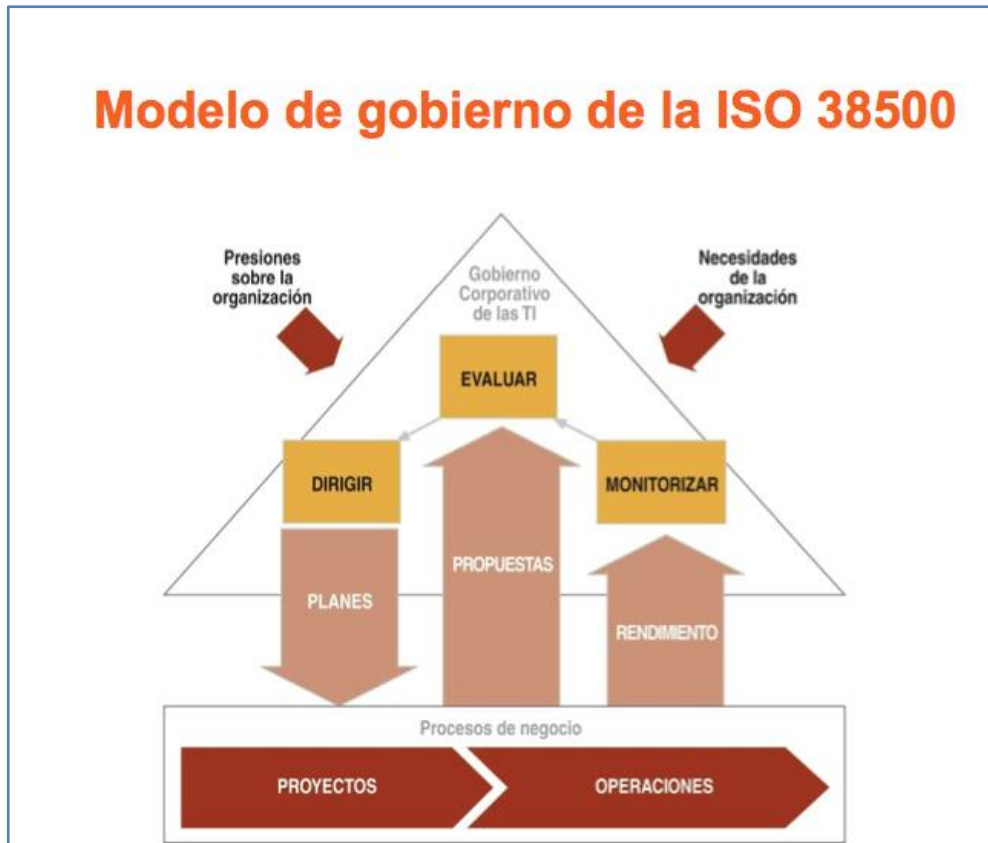 Modelo de gobierno de la ISO 38500
Presiones
sobre la
organización
Necesidades
de la
organización
Gobierno
Corporativo
de las TI
EVALUAR
DIRIGIR
MONITORIZAR
PLANES
PROPUESTAS
RENDIMIENTO
Procesos de negocio
PROYECTOS
OPERACIONES